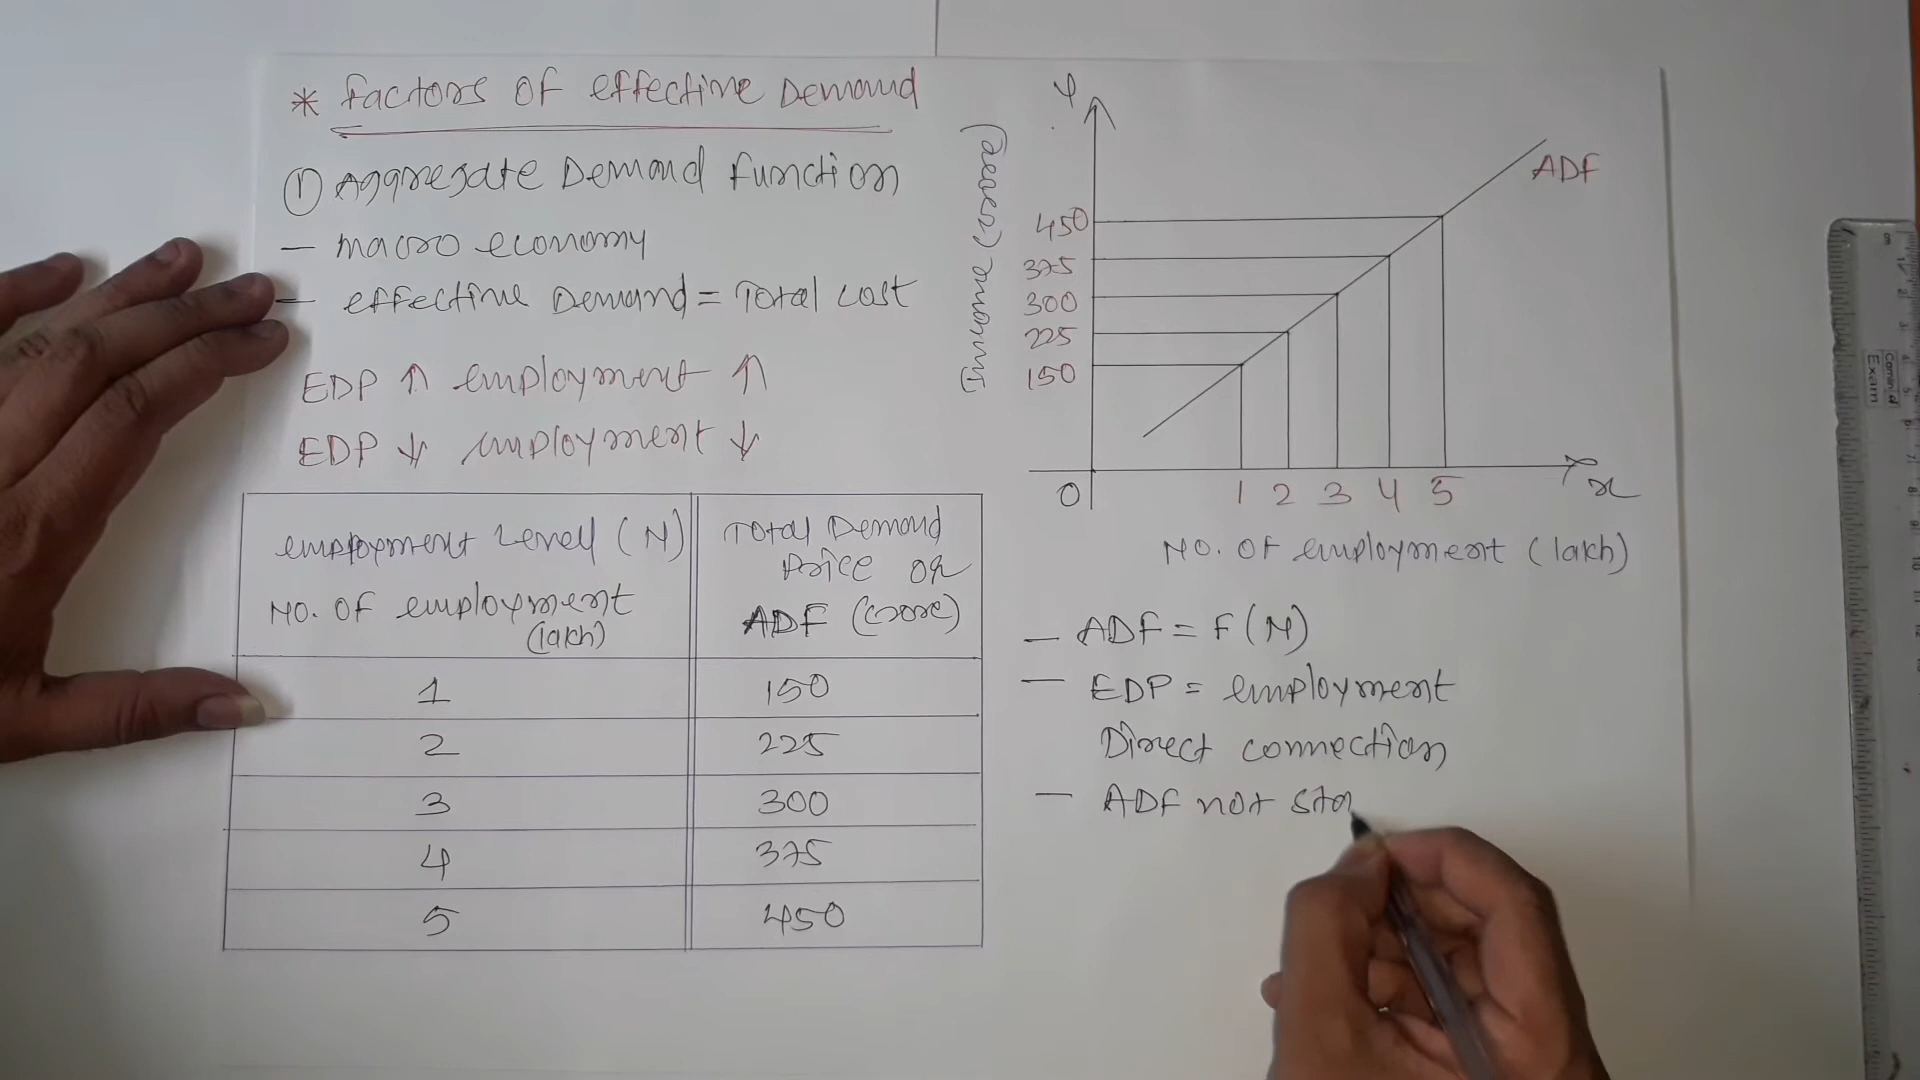 * Factors of effective Demand
① Aggregate Demand Function
— macro economy
— effective Demand = Total cost
EDP ↑ employment ↑
EDP ↓ employment ↓
employment Level (N)
No. of employment
(lakh)
Total Demand
Price or
ADF (crore)
1 150
2 225
3 300
4 375
5 450
y
Income (crore)
ADF
450
375
300
225
150
0 1 2 3 4 5 x
No. of employment (lakh)
— ADF = F(N)
— EDP = employment
Direct connection
— ADF not sta